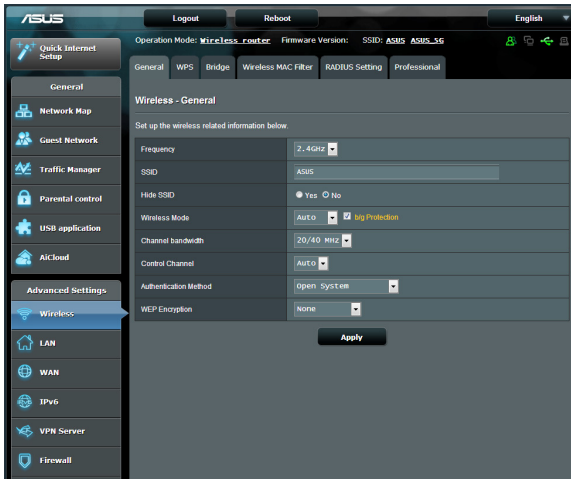 ASUS
Logout
Reboot
English
Quick Internet Setup
Operation Mode: Wireless router Firmware Version: SSID: ASUS ASUS_5G
General
WPS
Bridge
Wireless MAC Filter
RADIUS Setting
Professional
General
Network Map
Guest Network
Traffic Manager
Parental control
USB application
AiCloud
Advanced Settings
Wireless
LAN
WAN
IPv6
VPN Server
Firewall
Wireless - General
Set up the wireless related information below.
Frequency 2.4GHz
SSID ASUS
Hide SSID Yes No
Wireless Mode Auto b/g Protection
Channel bandwidth 20/40 MHz
Control Channel Auto
Authentication Method Open System
WEP Encryption None
Apply